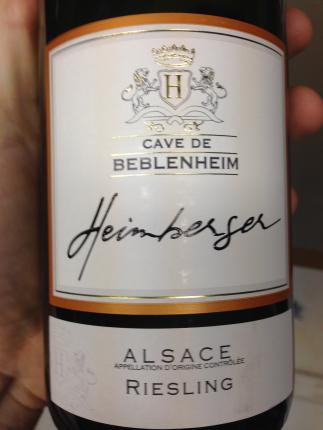 H
CAVE DE
BEBLENHEIM
Heimberger
ALSACE
APPELLATION D'ORIGINE CONTRÔLÉE
RIESLING